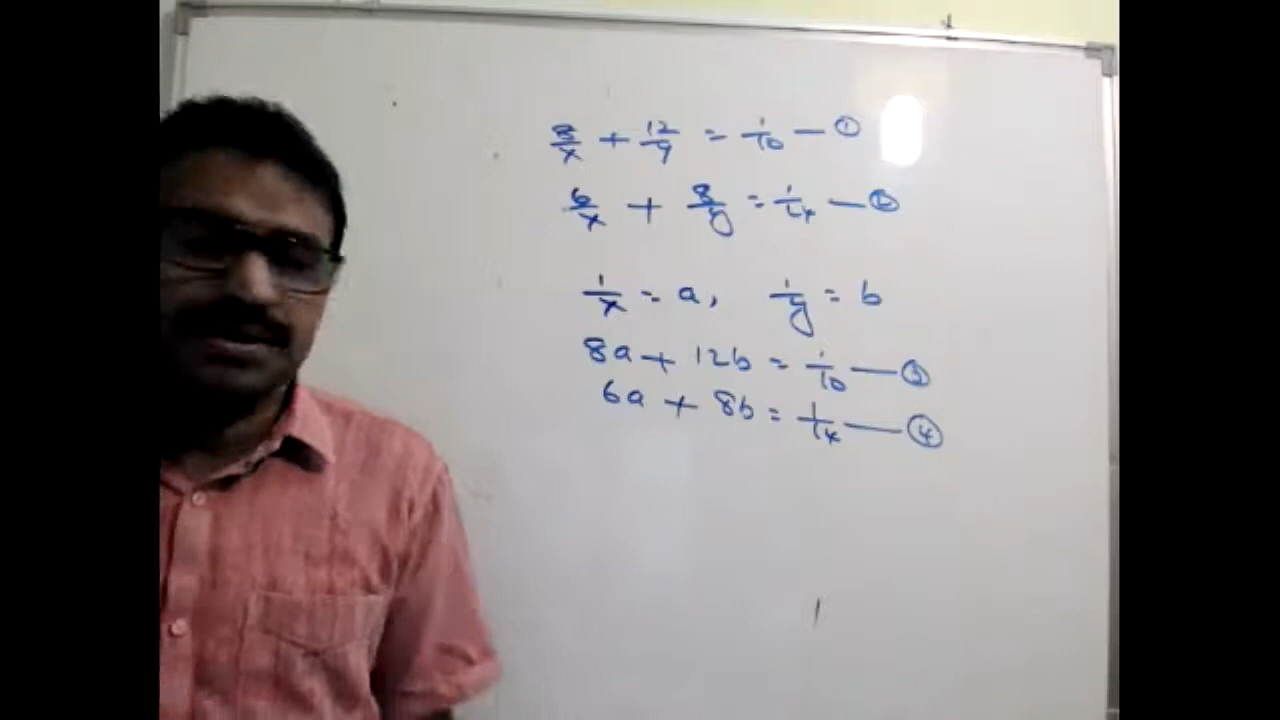 8/x + 12/y = 1/10 — ①
6/x + 8/y = 1/14 — ②
1/x = a, 1/y = b
8a + 12b = 1/10 — ③
6a + 8b = 1/14 — ④